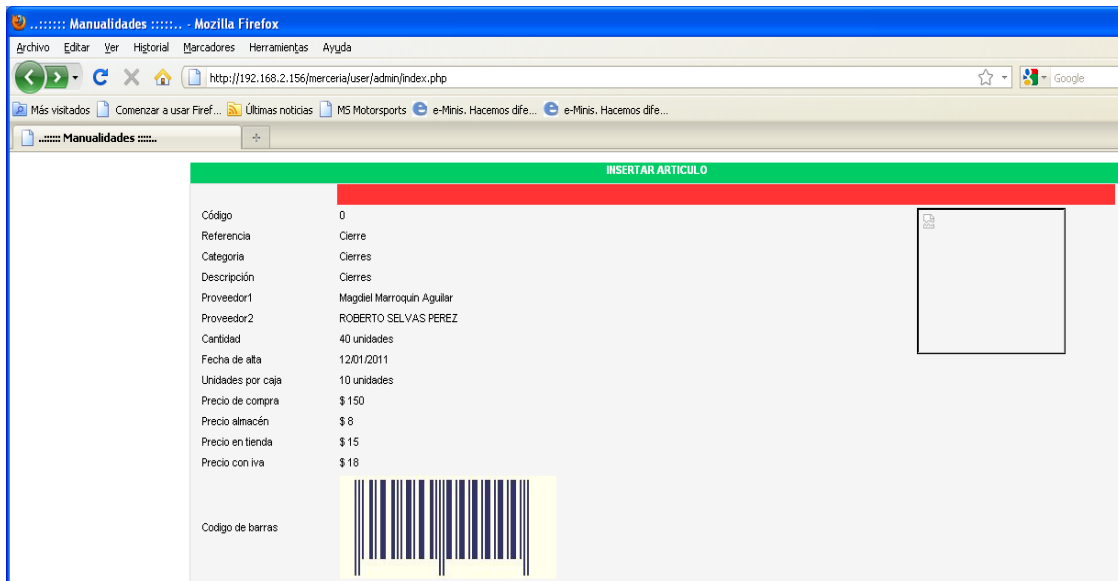 ..:::::: Manualidades ::::::.. - Mozilla Firefox
Archivo Editar Ver Historial Marcadores Herramientas Ayuda
http://192.168.2.156/merceria/user/admin/index.php Google
Más visitados Comenzar a usar Firef... Últimas noticias MS Motorsports e-Minis. Hacemos dife... e-Minis. Hacemos dife...
..:::::: Manualidades ::::::..
INSERTAR ARTICULO
Código 0
Referencia Cierre
Categoria Cierres
Descripción Cierres
Proveedor1 Magdiel Marroquin Aguilar
Proveedor2 ROBERTO SELVAS PEREZ
Cantidad 40 unidades
Fecha de alta 12/01/2011
Unidades por caja 10 unidades
Precio de compra $ 150
Precio almacén $ 8
Precio en tienda $ 15
Precio con iva $ 18
Codigo de barras